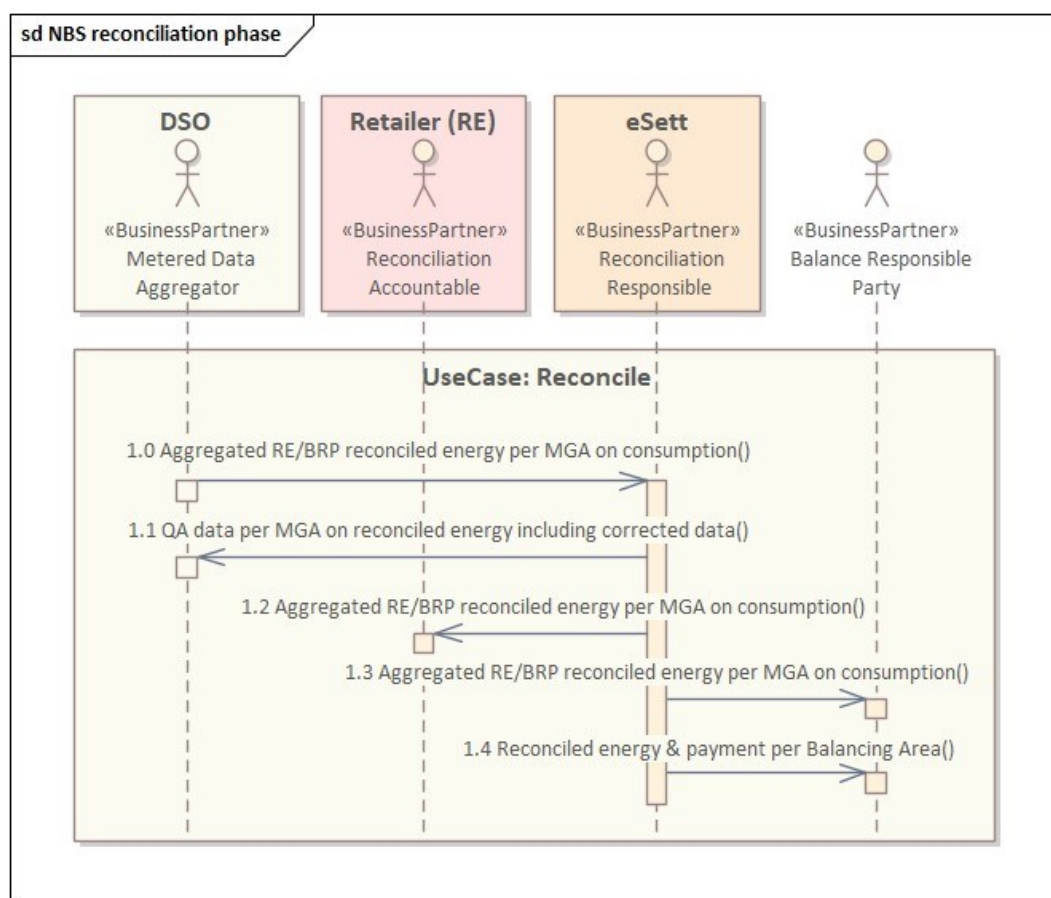 sd NBS reconciliation phase
DSO
«BusinessPartner»
Metered Data
Aggregator
Retailer (RE)
«BusinessPartner»
Reconciliation
Accountable
eSett
«BusinessPartner»
Reconciliation
Responsible
«BusinessPartner»
Balance Responsible
Party
UseCase: Reconcile
1.0 Aggregated RE/BRP reconciled energy per MGA on consumption()
1.1 QA data per MGA on reconciled energy including corrected data()
1.2 Aggregated RE/BRP reconciled energy per MGA on consumption()
1.3 Aggregated RE/BRP reconciled energy per MGA on consumption()
1.4 Reconciled energy & payment per Balancing Area()